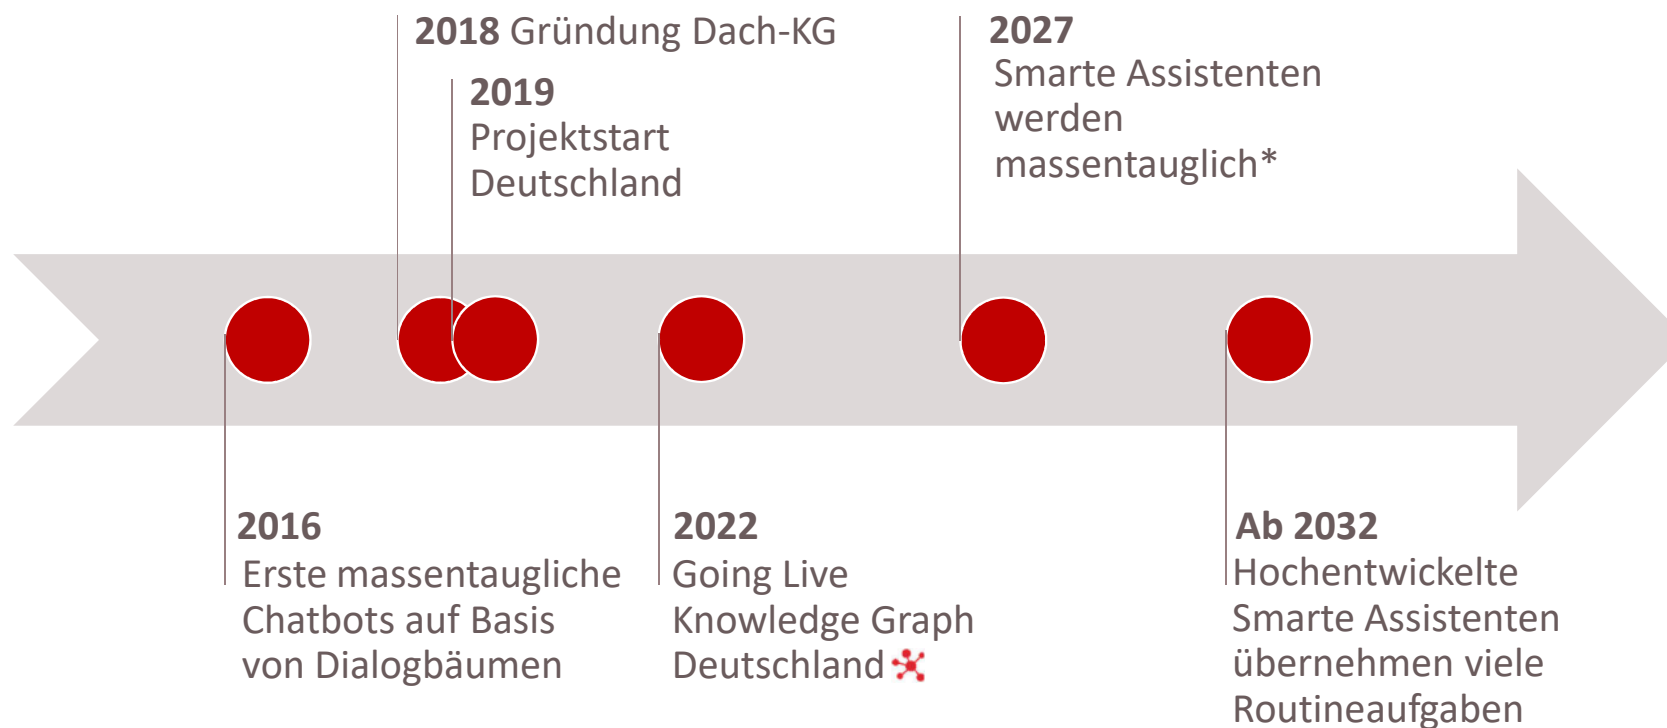 2018 Gründung Dach-KG
2019
Projektstart
Deutschland
2027
Smarte Assistenten
werden
massentauglich*
2016
Erste massentaugliche
Chatbots auf Basis
von Dialogbäumen
2022
Going Live
Knowledge Graph
Deutschland
Ab 2032
Hochentwickelte
Smarte Assistenten
übernehmen viele
Routineaufgaben